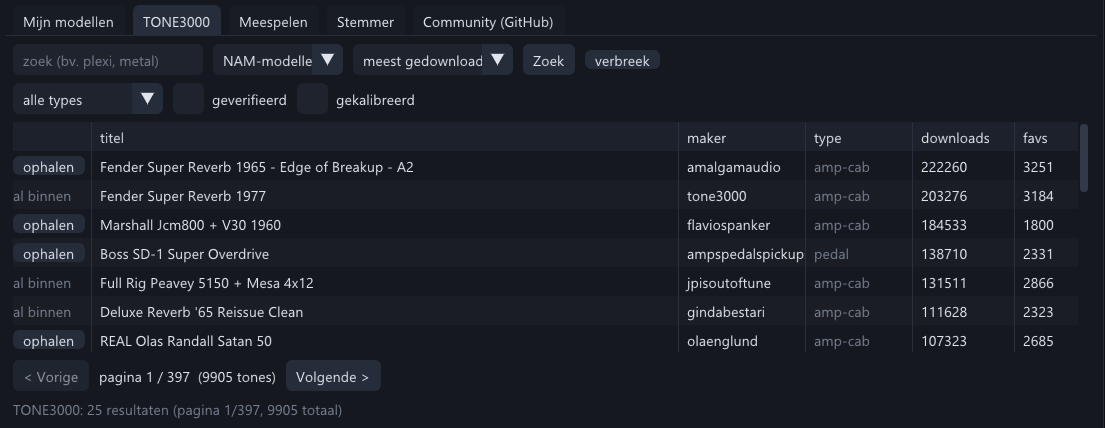 Mijn modellen TONE3000 Meespelen Stemmer Community (GitHub)
zoek (bv. plexi, metal) NAM-modelle meest gedownload Zoek verbreek
alle types geverifieerd gekalibreerd
titel maker type downloads favs
ophalen Fender Super Reverb 1965 - Edge of Breakup - A2 amalgamaudio amp-cab 222260 3251
al binnen Fender Super Reverb 1977 tone3000 amp-cab 203276 3184
ophalen Marshall Jcm800 + V30 1960 flaviospanker amp-cab 184533 1800
ophalen Boss SD-1 Super Overdrive ampspedalspickup pedal 138710 2331
al binnen Full Rig Peavey 5150 + Mesa 4x12 jpisoutoftune amp-cab 131511 2866
al binnen Deluxe Reverb '65 Reissue Clean gindabestari amp-cab 111628 2323
ophalen REAL Olas Randall Satan 50 olaenglund amp-cab 107323 2685
< Vorige pagina 1 / 397 (9905 tones) Volgende >
TONE3000: 25 resultaten (pagina 1/397, 9905 totaal)